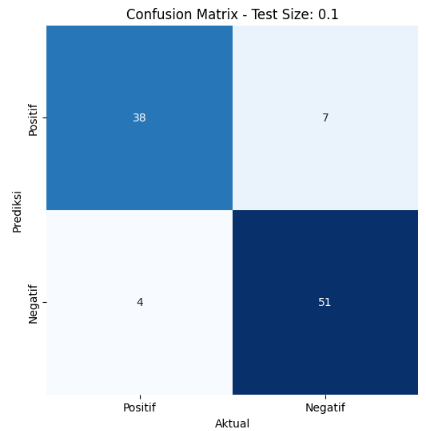 Confusion Matrix - Test Size: 0.1
Positif
38
7
Prediksi
Negatif
4
51
Positif
Negatif
Aktual